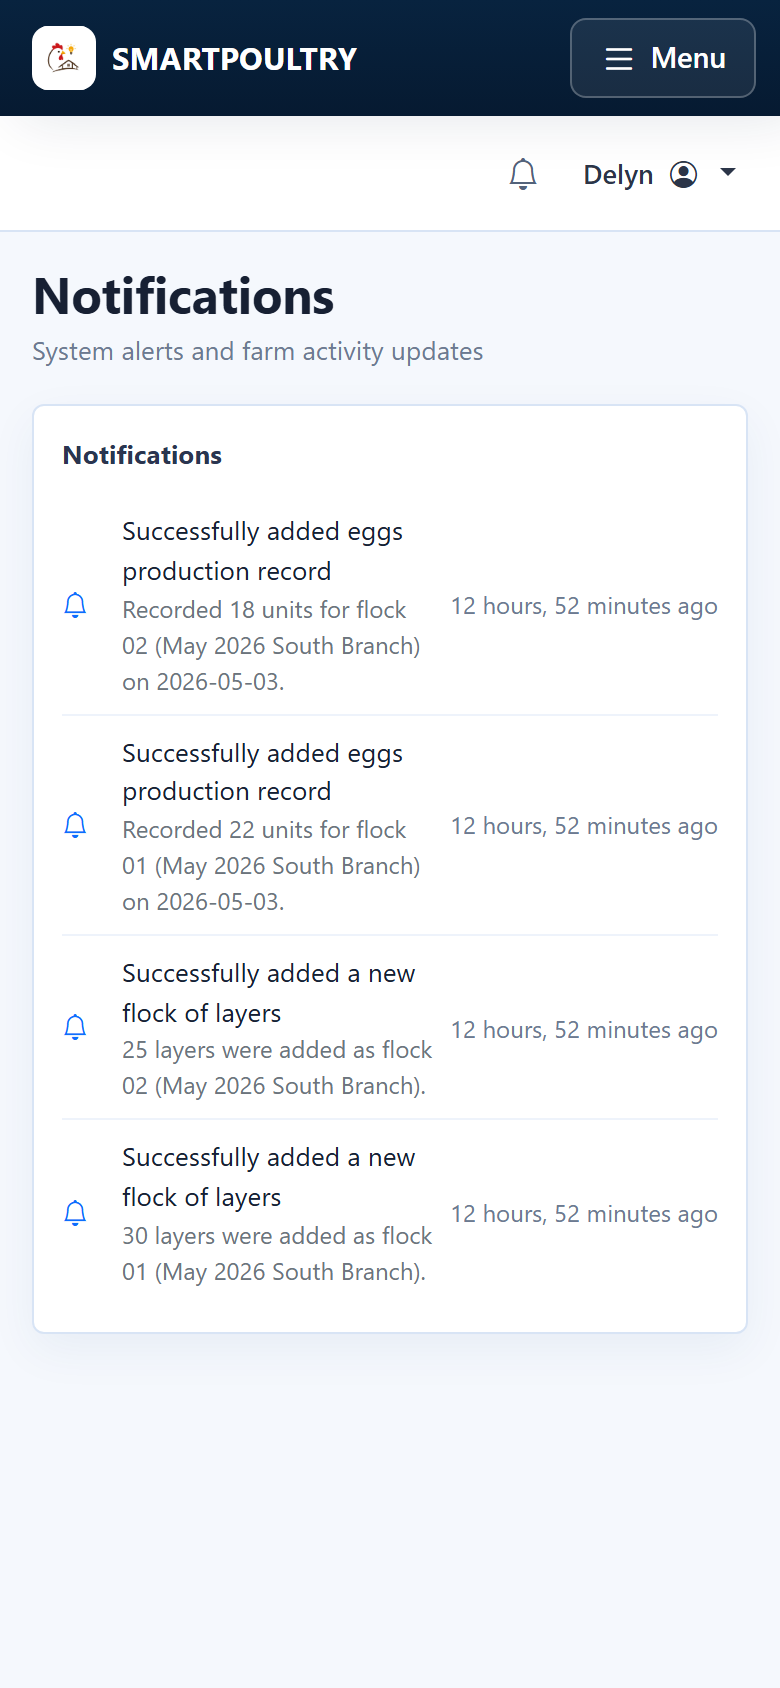 SMARTPOULTRY
Menu
Delyn
Notifications
System alerts and farm activity updates
Notifications
Successfully added eggs
production record
Recorded 18 units for flock
02 (May 2026 South Branch)
on 2026-05-03.
12 hours, 52 minutes ago
Successfully added eggs
production record
Recorded 22 units for flock
01 (May 2026 South Branch)
on 2026-05-03.
12 hours, 52 minutes ago
Successfully added a new
flock of layers
25 layers were added as flock
02 (May 2026 South Branch).
12 hours, 52 minutes ago
Successfully added a new
flock of layers
30 layers were added as flock
01 (May 2026 South Branch).
12 hours, 52 minutes ago